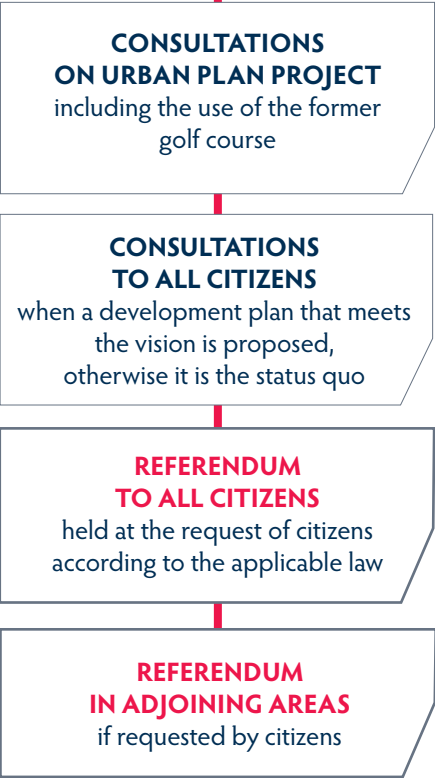 CONSULTATIONS
ON URBAN PLAN PROJECT
including the use of the former
golf course
CONSULTATIONS
TO ALL CITIZENS
when a development plan that meets
the vision is proposed,
otherwise it is the status quo
REFERENDUM
TO ALL CITIZENS
held at the request of citizens
according to the applicable law
REFERENDUM
IN ADJOINING AREAS
if requested by citizens